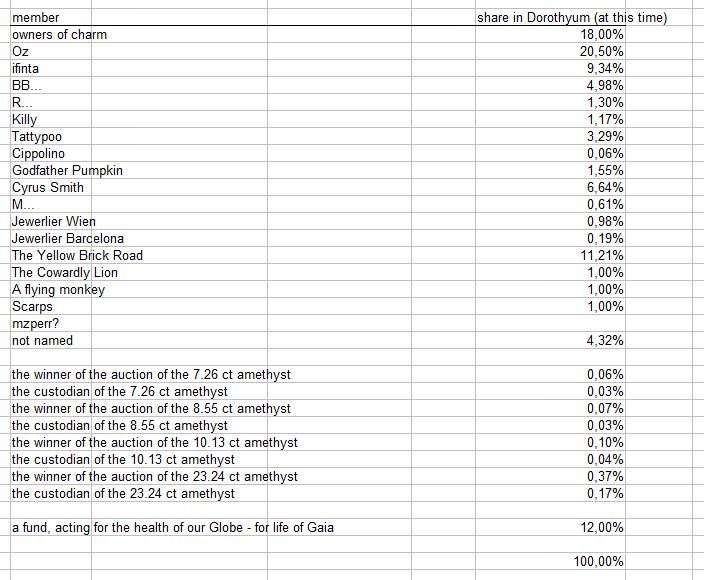 member share in Dorothyum (at this time)
owners of charm 18,00%
Oz 20,50%
ifinta 9,34%
BB... 4,98%
R... 1,30%
Killy 1,17%
Tattypoo 3,29%
Cippolino 0,06%
Godfather Pumpkin 1,55%
Cyrus Smith 6,64%
M... 0,61%
Jewerlier Wien 0,98%
Jewerlier Barcelona 0,19%
The Yellow Brick Road 11,21%
The Cowardly Lion 1,00%
A flying monkey 1,00%
Scarps 1,00%
mzperr?
not named 4,32%
the winner of the auction of the 7.26 ct amethyst 0,06%
the custodian of the 7.26 ct amethyst 0,03%
the winner of the auction of the 8.55 ct amethyst 0,07%
the custodian of the 8.55 ct amethyst 0,03%
the winner of the auction of the 10.13 ct amethyst 0,10%
the custodian of the 10.13 ct amethyst 0,04%
the winner of the auction of the 23.24 ct amethyst 0,37%
the custodian of the 23.24 ct amethyst 0,17%
a fund, acting for the health of our Globe - for life of Gaia 12,00%
100,00%